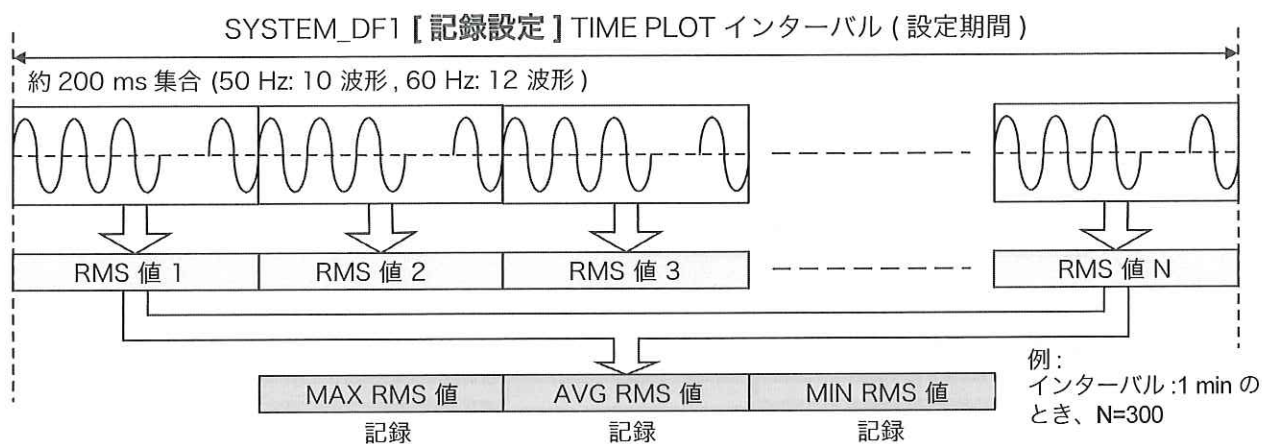 SYSTEM_DF1 [ 記録設定 ] TIME PLOT インターバル ( 設定期間 )
約 200 ms 集合 (50 Hz: 10 波形 , 60 Hz: 12 波形 )
RMS 値 1
RMS 値 2
RMS 値 3
RMS 値 N
MAX RMS 値
AVG RMS 値
MIN RMS 値
記録
記録
記録
例 :
インターバル :1 min の
とき、N=300